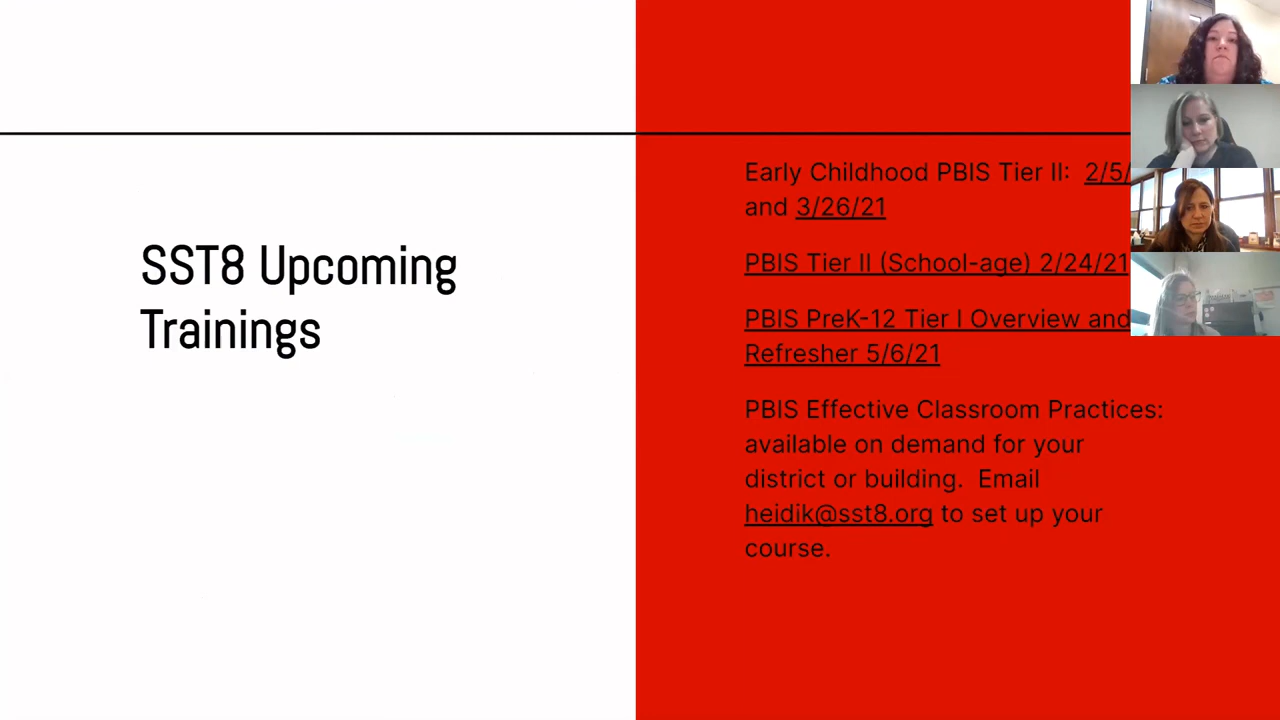 SST8 Upcoming
Trainings
Early Childhood PBIS Tier II: 2/5/
and 3/26/21
PBIS Tier II (School-age) 2/24/21
PBIS PreK-12 Tier I Overview and
Refresher 5/6/21
PBIS Effective Classroom Practices:
available on demand for your
district or building. Email
heidik@sst8.org to set up your
course.